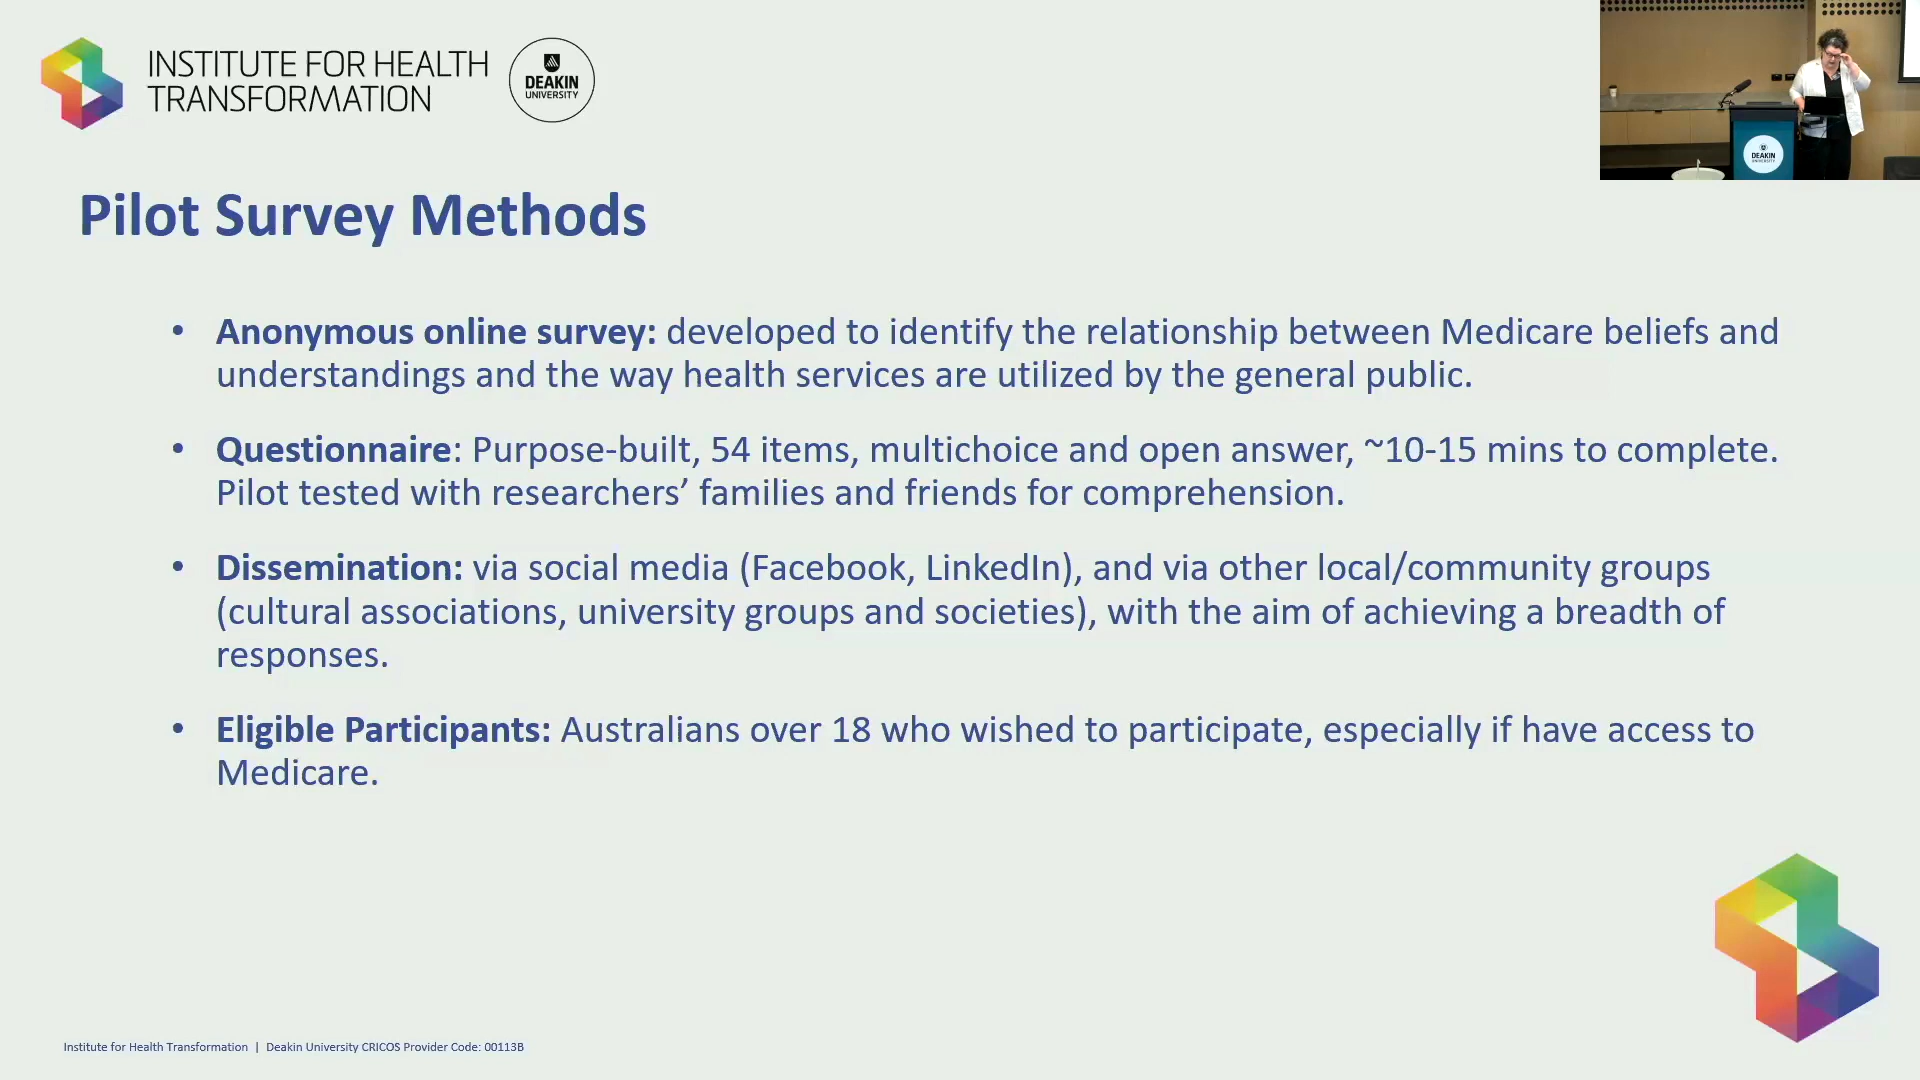 INSTITUTE FOR HEALTH
TRANSFORMATION
DEAKIN
UNIVERSITY
DEAKIN
UNIVERSITY
Pilot Survey Methods
• Anonymous online survey: developed to identify the relationship between Medicare beliefs and
understandings and the way health services are utilized by the general public.
• Questionnaire: Purpose-built, 54 items, multichoice and open answer, ~10-15 mins to complete.
Pilot tested with researchers’ families and friends for comprehension.
• Dissemination: via social media (Facebook, LinkedIn), and via other local/community groups
(cultural associations, university groups and societies), with the aim of achieving a breadth of
responses.
• Eligible Participants: Australians over 18 who wished to participate, especially if have access to
Medicare.
Institute for Health Transformation | Deakin University CRICOS Provider Code: 00113B